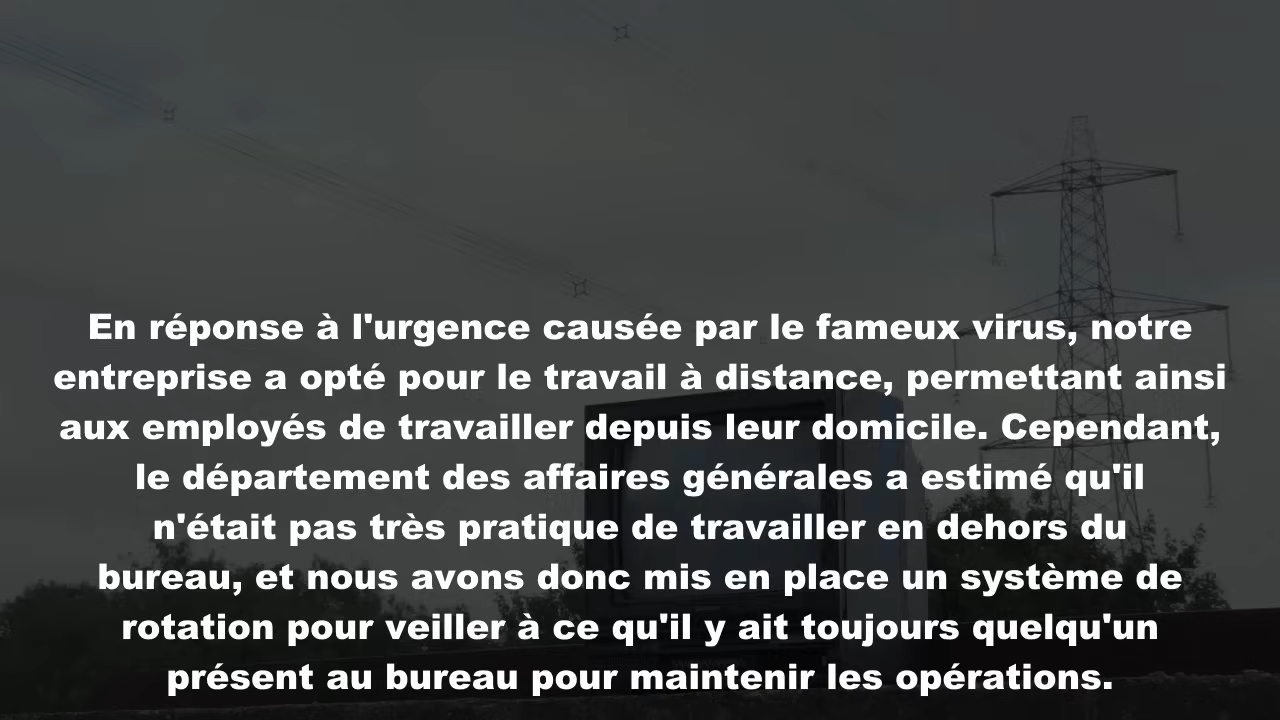 En réponse à l'urgence causée par le fameux virus, notre
entreprise a opté pour le travail à distance, permettant ainsi
aux employés de travailler depuis leur domicile. Cependant,
le département des affaires générales a estimé qu'il
n'était pas très pratique de travailler en dehors du
bureau, et nous avons donc mis en place un système de
rotation pour veiller à ce qu'il y ait toujours quelqu'un
présent au bureau pour maintenir les opérations.